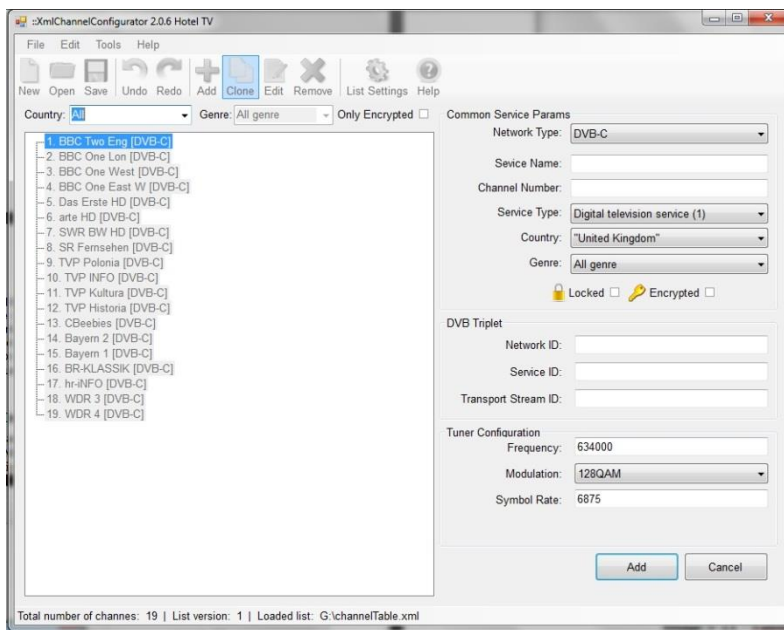 ::XmlChannelConfigurator 2.0.6 Hotel TV
File Edit Tools Help
New Open Save Undo Redo Add Clone Edit Remove List Settings Help
Country: All Genre: All genre Only Encrypted
1. BBC Two Eng [DVB-C]
2. BBC One Lon [DVB-C]
3. BBC One West [DVB-C]
4. BBC One East W [DVB-C]
5. Das Erste HD [DVB-C]
6. arte HD [DVB-C]
7. SWR BW HD [DVB-C]
8. SR Fernsehen [DVB-C]
9. TVP Polonia [DVB-C]
10. TVP INFO [DVB-C]
11. TVP Kultura [DVB-C]
12. TVP Historia [DVB-C]
13. CBeebies [DVB-C]
14. Bayern 2 [DVB-C]
15. Bayern 1 [DVB-C]
16. BR-KLASSIK [DVB-C]
17. hr-iNFO [DVB-C]
18. WDR 3 [DVB-C]
19. WDR 4 [DVB-C]
Common Service Params
Network Type: DVB-C
Sevice Name:
Channel Number:
Service Type: Digital television service (1)
Country: "United Kingdom"
Genre: All genre
Locked Encrypted
DVB Triplet
Network ID:
Service ID:
Transport Stream ID:
Tuner Configuration
Frequency: 634000
Modulation: 128QAM
Symbol Rate: 6875
Add Cancel
Total number of channes: 19 | List version: 1 | Loaded list: G:\channelTable.xml